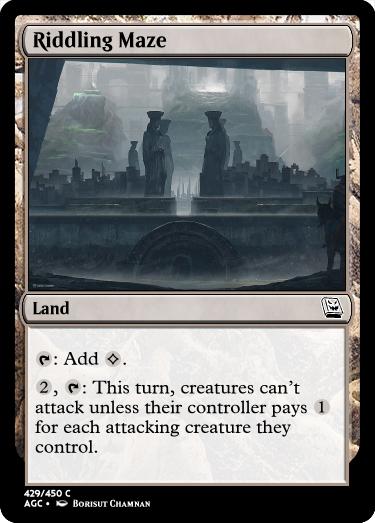 Riddling Maze
Land
: Add .
2, : This turn, creatures can't
attack unless their controller pays 1
for each attacking creature they
control.
429/450 C
AGC • Borisut Chamnan